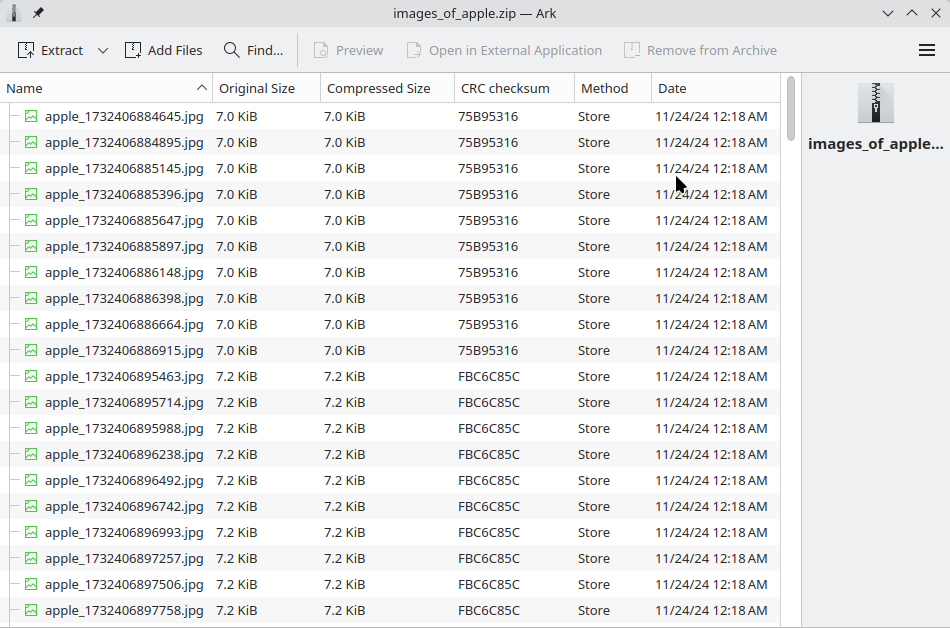 images_of_apple.zip — Ark
Extract Add Files Find... Preview Open in External Application Remove from Archive
Name Original Size Compressed Size CRC checksum Method Date
apple_1732406884645.jpg 7.0 KiB 7.0 KiB 75B95316 Store 11/24/24 12:18 AM
images_of_apple...
apple_1732406884895.jpg 7.0 KiB 7.0 KiB 75B95316 Store 11/24/24 12:18 AM
apple_1732406885145.jpg 7.0 KiB 7.0 KiB 75B95316 Store 11/24/24 12:18 AM
apple_1732406885396.jpg 7.0 KiB 7.0 KiB 75B95316 Store 11/24/24 12:18 AM
apple_1732406885647.jpg 7.0 KiB 7.0 KiB 75B95316 Store 11/24/24 12:18 AM
apple_1732406885897.jpg 7.0 KiB 7.0 KiB 75B95316 Store 11/24/24 12:18 AM
apple_1732406886148.jpg 7.0 KiB 7.0 KiB 75B95316 Store 11/24/24 12:18 AM
apple_1732406886398.jpg 7.0 KiB 7.0 KiB 75B95316 Store 11/24/24 12:18 AM
apple_1732406886664.jpg 7.0 KiB 7.0 KiB 75B95316 Store 11/24/24 12:18 AM
apple_1732406886915.jpg 7.0 KiB 7.0 KiB 75B95316 Store 11/24/24 12:18 AM
apple_1732406895463.jpg 7.2 KiB 7.2 KiB FBC6C85C Store 11/24/24 12:18 AM
apple_1732406895714.jpg 7.2 KiB 7.2 KiB FBC6C85C Store 11/24/24 12:18 AM
apple_1732406895988.jpg 7.2 KiB 7.2 KiB FBC6C85C Store 11/24/24 12:18 AM
apple_1732406896238.jpg 7.2 KiB 7.2 KiB FBC6C85C Store 11/24/24 12:18 AM
apple_1732406896492.jpg 7.2 KiB 7.2 KiB FBC6C85C Store 11/24/24 12:18 AM
apple_1732406896742.jpg 7.2 KiB 7.2 KiB FBC6C85C Store 11/24/24 12:18 AM
apple_1732406896993.jpg 7.2 KiB 7.2 KiB FBC6C85C Store 11/24/24 12:18 AM
apple_1732406897257.jpg 7.2 KiB 7.2 KiB FBC6C85C Store 11/24/24 12:18 AM
apple_1732406897506.jpg 7.2 KiB 7.2 KiB FBC6C85C Store 11/24/24 12:18 AM
apple_1732406897758.jpg 7.2 KiB 7.2 KiB FBC6C85C Store 11/24/24 12:18 AM